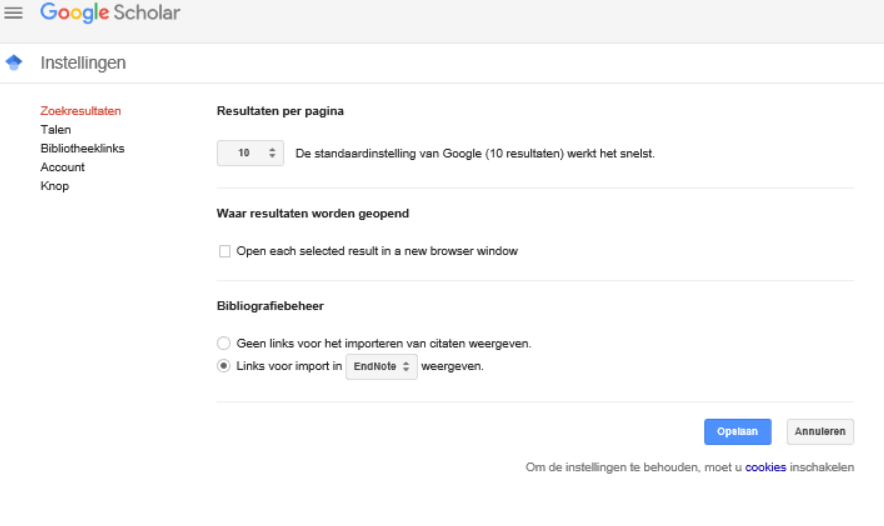 Google Scholar
Instellingen
Zoekresultaten
Talen
Bibliotheeklinks
Account
Knop
Resultaten per pagina
10 De standaardinstelling van Google (10 resultaten) werkt het snelst.
Waar resultaten worden geopend
Open each selected result in a new browser window
Bibliografiebeheer
Geen links voor het importeren van citaten weergeven.
Links voor import in EndNote weergeven.
Opslaan Annuleren
Om de instellingen te behouden, moet u cookies inschakelen